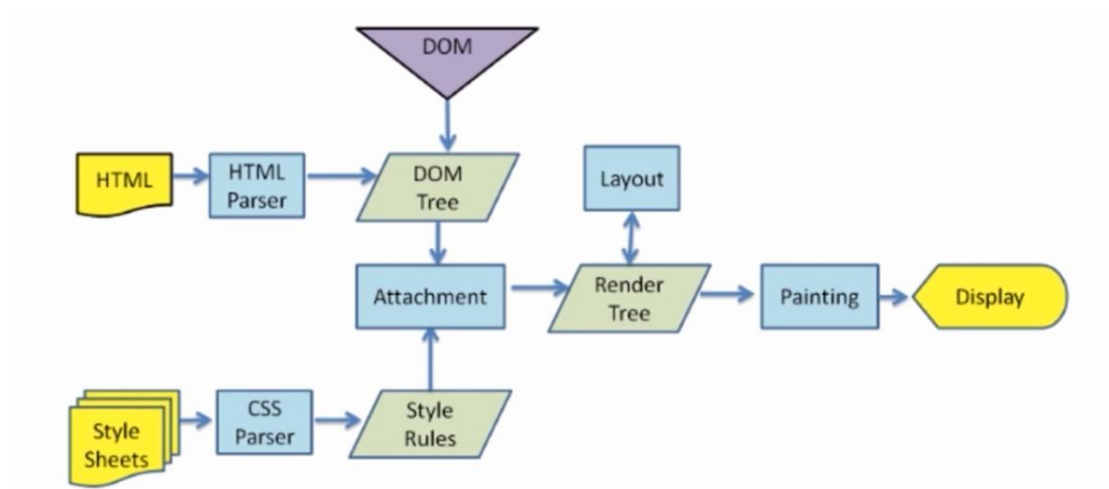 DOM
HTML
HTML
Parser
DOM
Tree
Layout
Attachment
Render
Tree
Painting
Display
Style
Sheets
CSS
Parser
Style
Rules